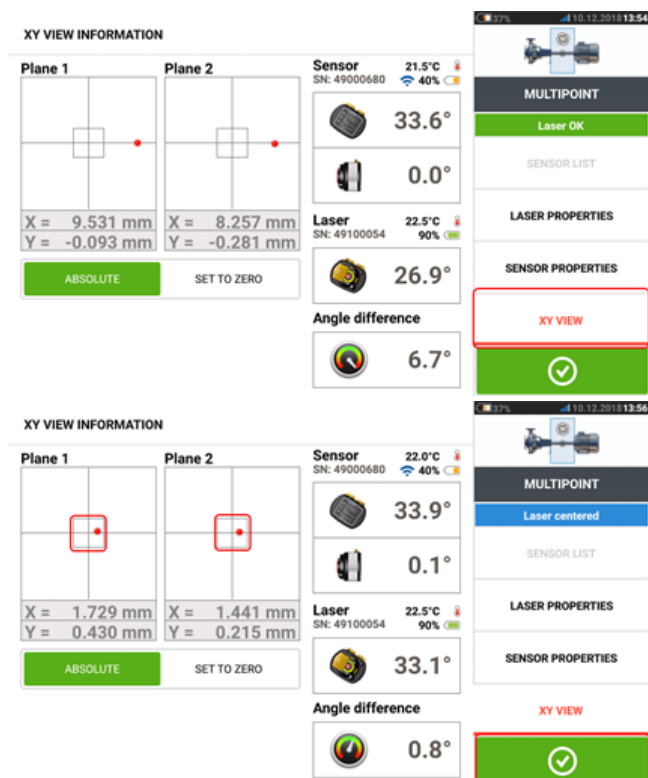 37% 10.12.2018 13:54
XY VIEW INFORMATION
Plane 1
Plane 2
X = 9.531 mm
Y = -0.093 mm
X = 8.257 mm
Y = -0.281 mm
ABSOLUTE
SET TO ZERO
Sensor 21.5°C
SN: 49000680 40%
33.6°
0.0°
Laser 22.5°C
SN: 49100054 90%
26.9°
Angle difference
6.7°
MULTIPOINT
Laser OK
SENSOR LIST
LASER PROPERTIES
SENSOR PROPERTIES
XY VIEW
37% 10.12.2018 13:56
XY VIEW INFORMATION
Plane 1
Plane 2
X = 1.729 mm
Y = 0.430 mm
X = 1.441 mm
Y = 0.215 mm
ABSOLUTE
SET TO ZERO
Sensor 22.0°C
SN: 49000680 40%
33.9°
0.1°
Laser 22.5°C
SN: 49100054 90%
33.1°
Angle difference
0.8°
MULTIPOINT
Laser centered
SENSOR LIST
LASER PROPERTIES
SENSOR PROPERTIES
XY VIEW